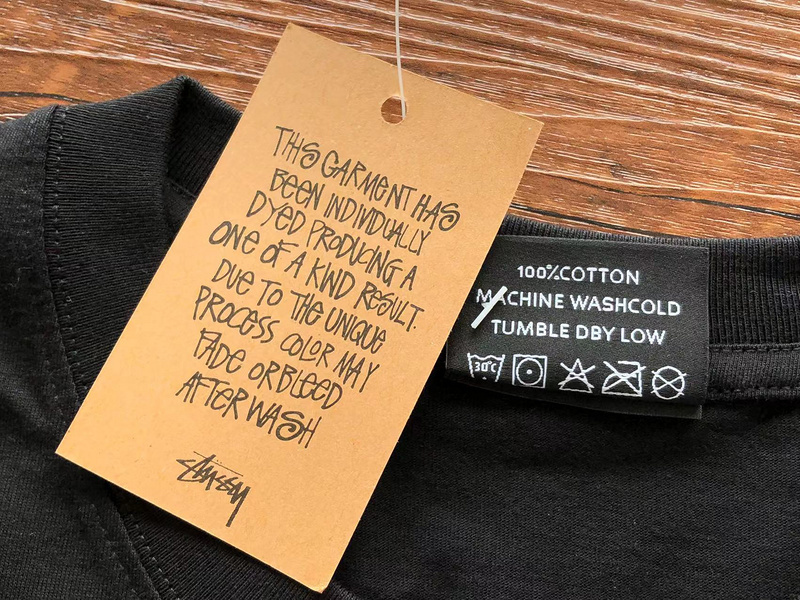 THIS GARMENT HAS
BEEN INDIVIDUALLY
DYED PRODUCING A
ONE OF A KIND RESULT.
DUE TO THE UNIQUE
PROCESS COLOR MAY
FADE OR BLEED
AFTER WASH
Stüssy
100%COTTON
MACHINE WASHCOLD
TUMBLE DBY LOW
30°C